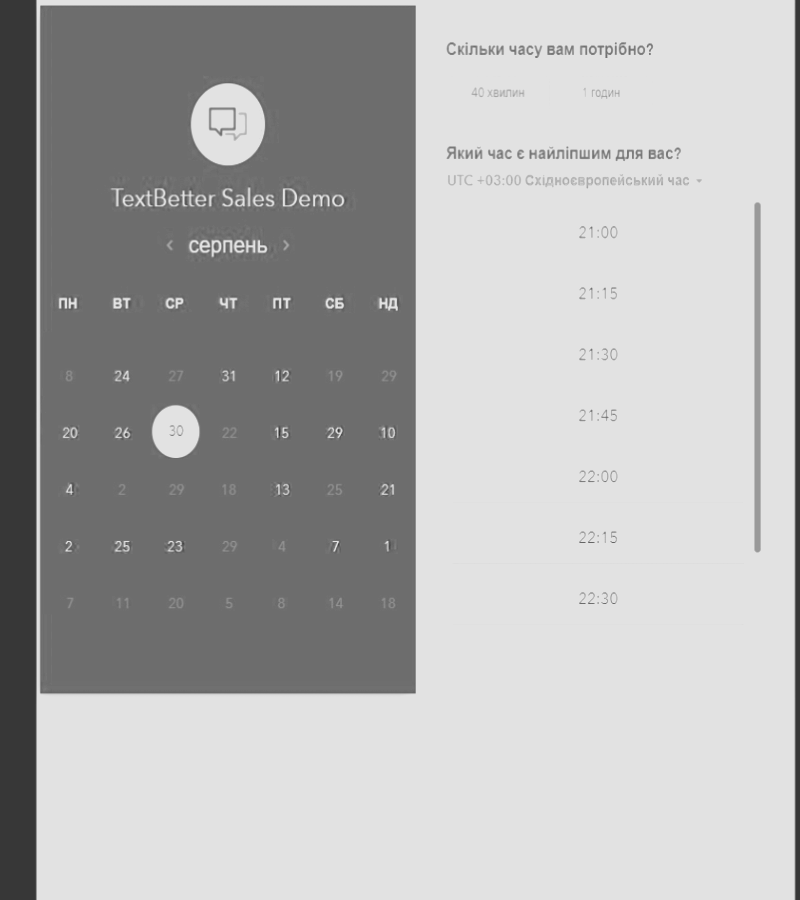 TextBetter Sales Demo
‹ серпень ›
ПН ВТ СР ЧТ ПТ СБ НД
8 24 27 31 12 19 29
20 26 30 22 15 29 10
4 2 29 18 13 25 21
2 25 23 29 4 7 1
7 11 20 5 8 14 18
Скільки часу вам потрібно?
40 хвилин 1 годин
Який час є найліпшим для вас?
UTC +03:00 Східноєвропейський час
21:00
21:15
21:30
21:45
22:00
22:15
22:30